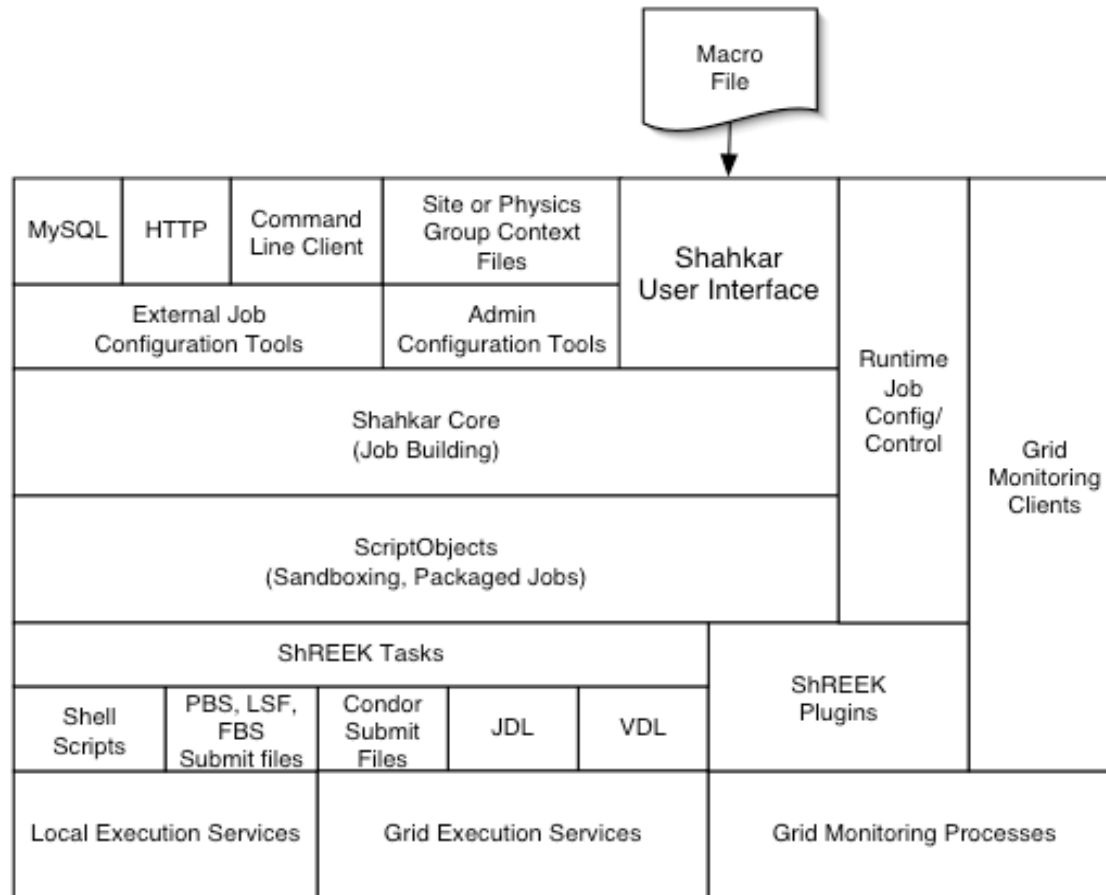 Macro
File
MySQL
HTTP
Command
Line Client
Site or Physics
Group Context
Files
Shahkar
User Interface
External Job
Configuration Tools
Admin
Configuration Tools
Runtime
Job
Config/
Control
Grid
Monitoring
Clients
Shahkar Core
(Job Building)
ScriptObjects
(Sandboxing, Packaged Jobs)
ShREEK Tasks
ShREEK
Plugins
Shell
Scripts
PBS, LSF,
FBS
Submit files
Condor
Submit
Files
JDL
VDL
Local Execution Services
Grid Execution Services
Grid Monitoring Processes